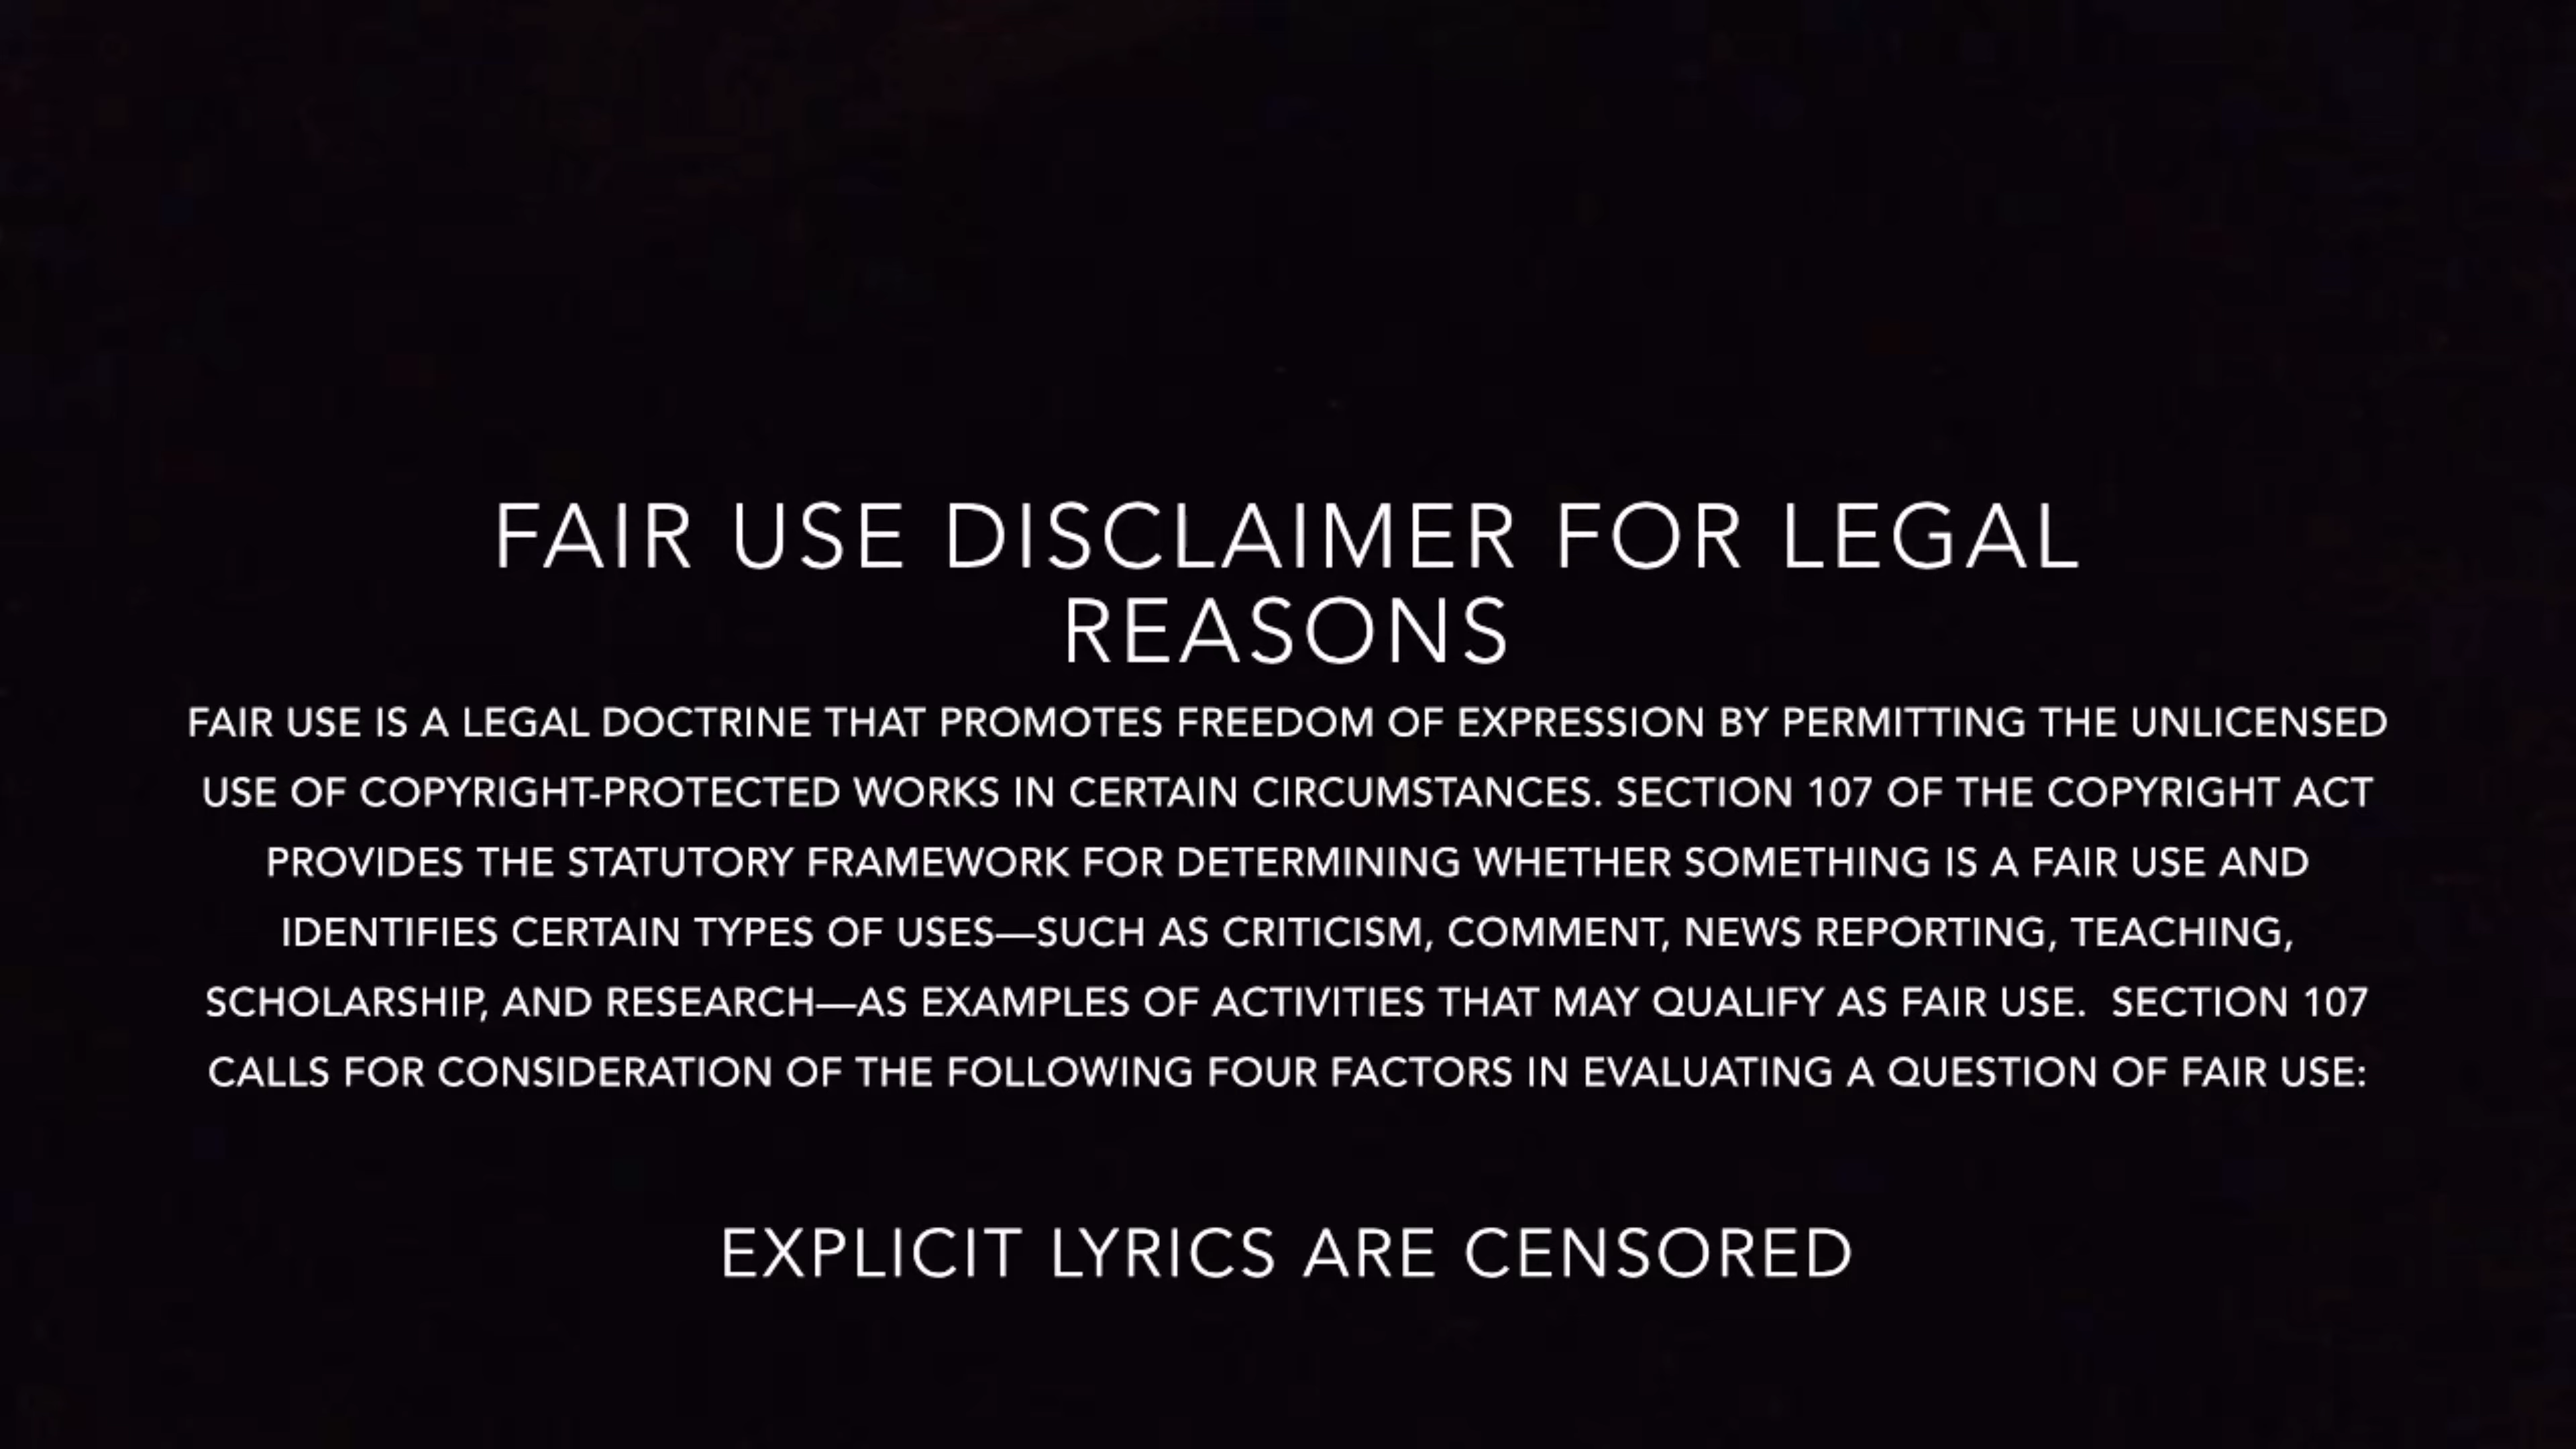 FAIR USE DISCLAIMER FOR LEGAL
REASONS
FAIR USE IS A LEGAL DOCTRINE THAT PROMOTES FREEDOM OF EXPRESSION BY PERMITTING THE UNLICENSED
USE OF COPYRIGHT-PROTECTED WORKS IN CERTAIN CIRCUMSTANCES. SECTION 107 OF THE COPYRIGHT ACT
PROVIDES THE STATUTORY FRAMEWORK FOR DETERMINING WHETHER SOMETHING IS A FAIR USE AND
IDENTIFIES CERTAIN TYPES OF USES—SUCH AS CRITICISM, COMMENT, NEWS REPORTING, TEACHING,
SCHOLARSHIP, AND RESEARCH—AS EXAMPLES OF ACTIVITIES THAT MAY QUALIFY AS FAIR USE.  SECTION 107
CALLS FOR CONSIDERATION OF THE FOLLOWING FOUR FACTORS IN EVALUATING A QUESTION OF FAIR USE:
EXPLICIT LYRICS ARE CENSORED